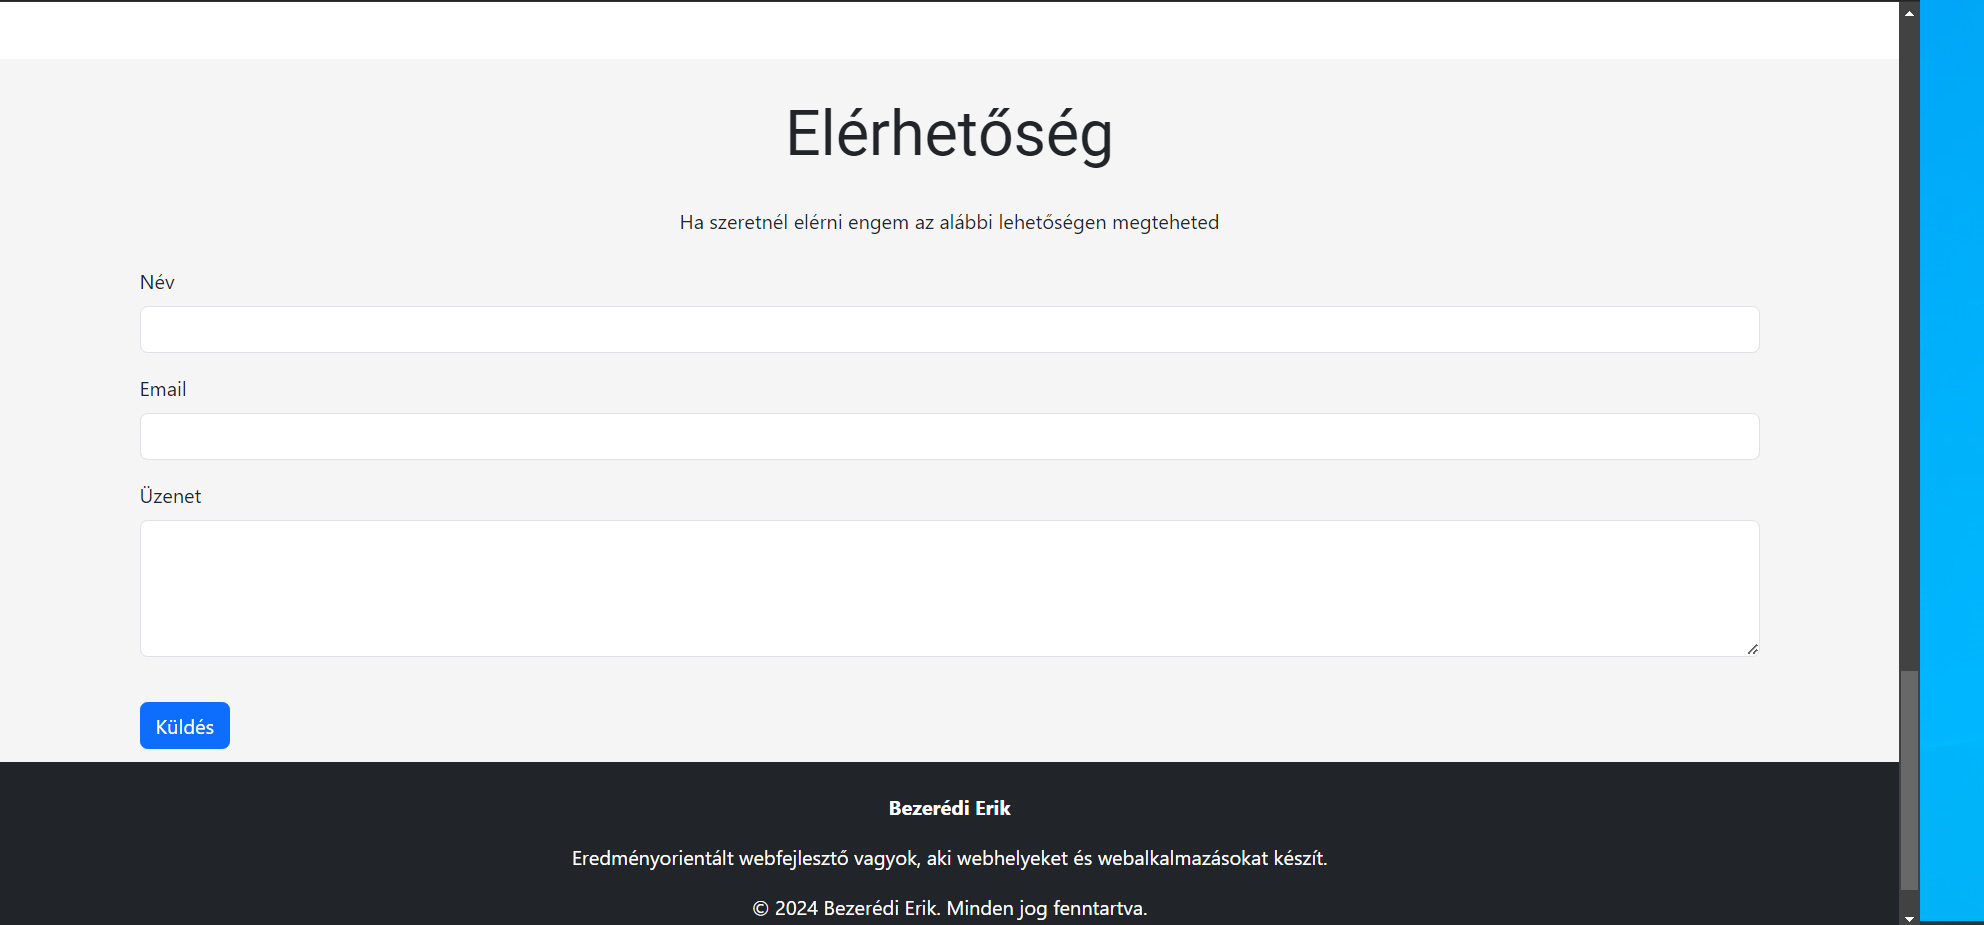 Elérhetőség
Ha szeretnél elérni engem az alábbi lehetőségen megteheted
Név
Email
Üzenet
Küldés
Bezerédi Erik
Eredményorientált webfejlesztő vagyok, aki webhelyeket és webalkalmazásokat készít.
© 2024 Bezerédi Erik. Minden jog fenntartva.